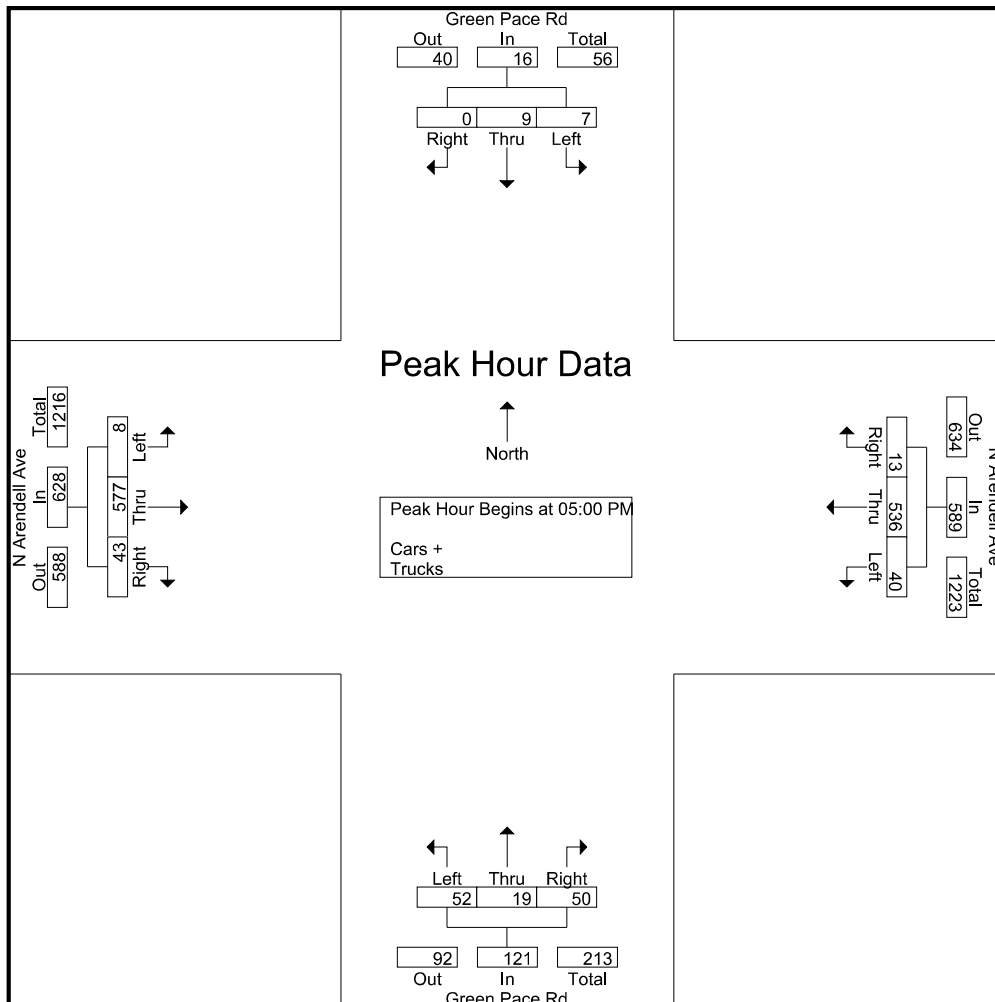 Green Pace Rd
Out In Total
40 16 56
0 9 7
Right Thru Left
Peak Hour Data
North
Peak Hour Begins at 05:00 PM
Cars +
Trucks
N Arendell Ave
Out In Total
588 628 1216
8 577 43
Left Thru Right
N Arendell Ave
Out In Total
634 589 1223
13 536 40
Right Thru Left
Left Thru Right
52 19 50
92 121 213
Out In Total
Green Pace Rd